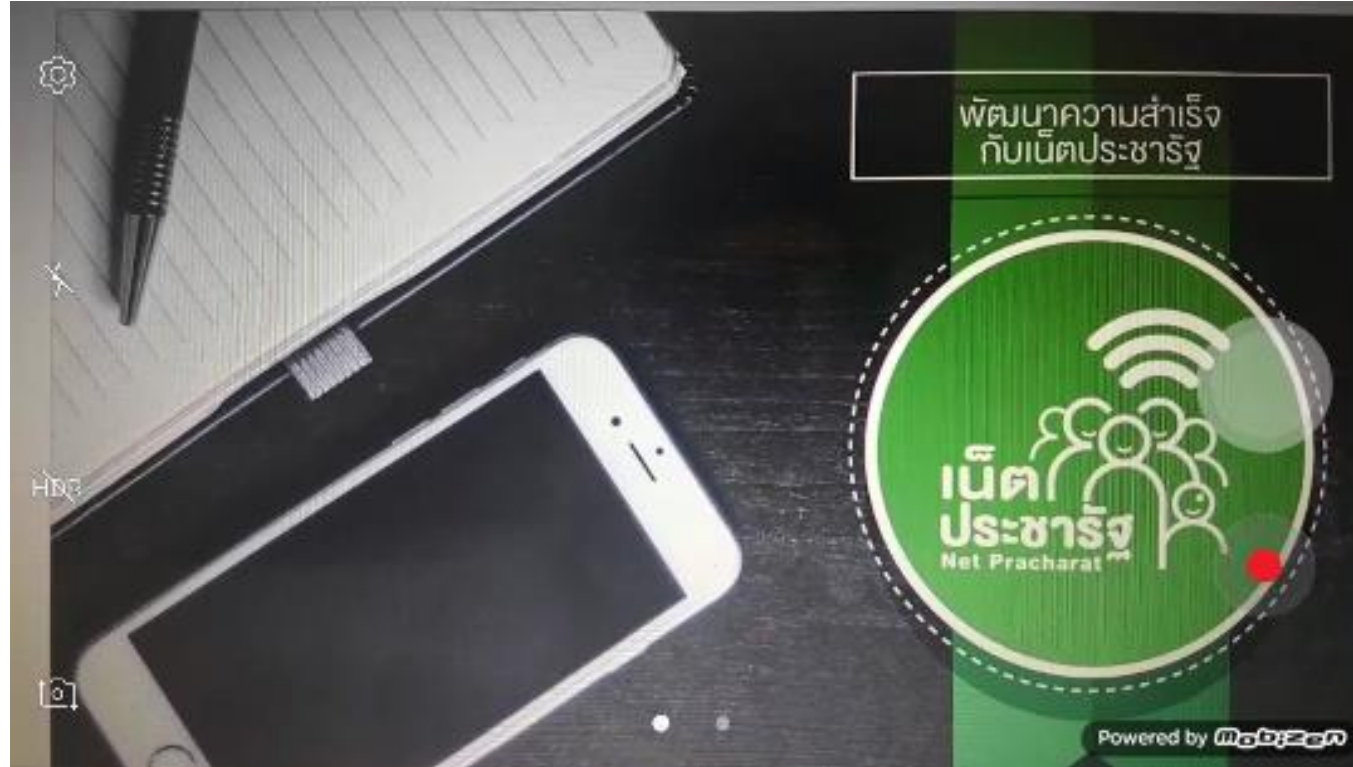 พัฒนาความสำเร็จ
กับเน็ตประชารัฐ
HDR
เน็ต
ประชารัฐ
Net Pracharat
Powered by Mobizen